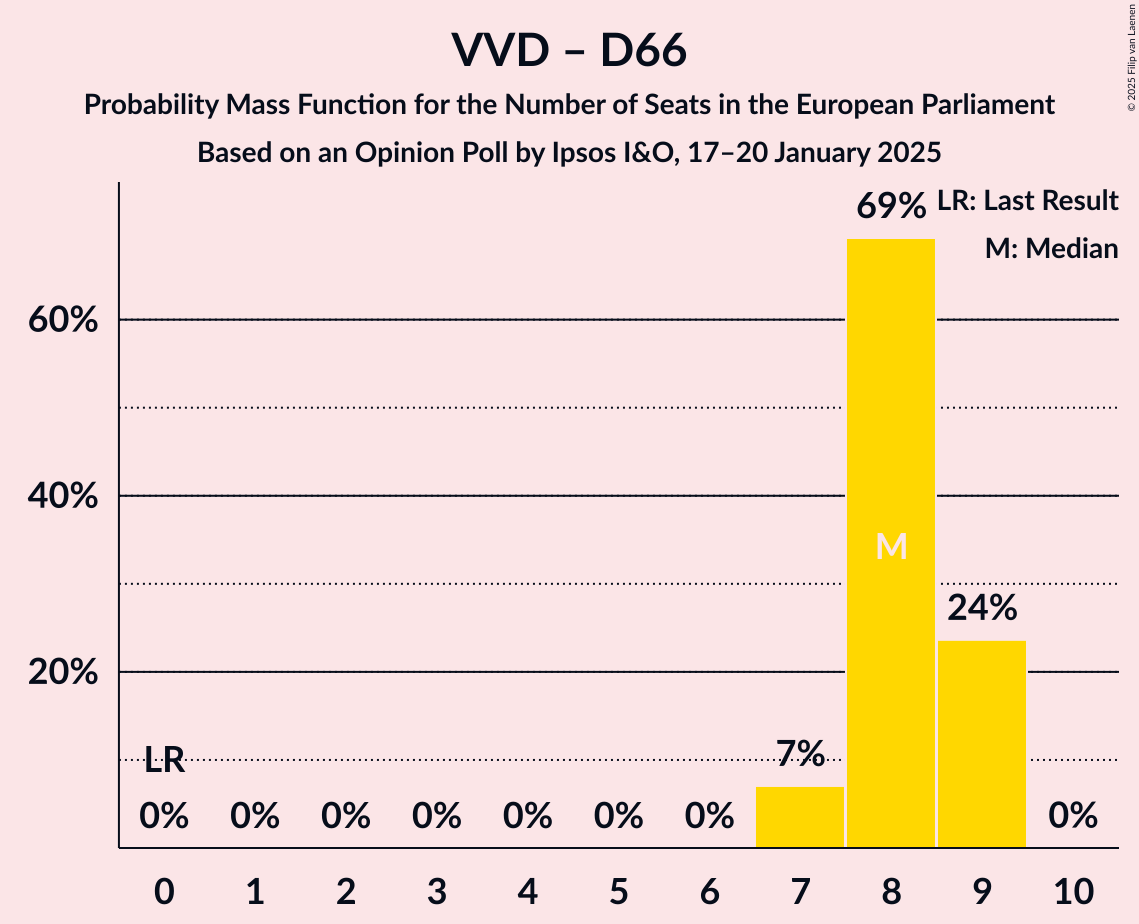 VVD – D66
Probability Mass Function for the Number of Seats in the European Parliament
Based on an Opinion Poll by Ipsos I&O, 17–20 January 2025
© 2025 Filip van Laenen
LR: Last Result
M: Median
60%
40%
20%
LR
M
0% 0% 0% 0% 0% 0% 0% 7% 69% 24% 0%
0 1 2 3 4 5 6 7 8 9 10